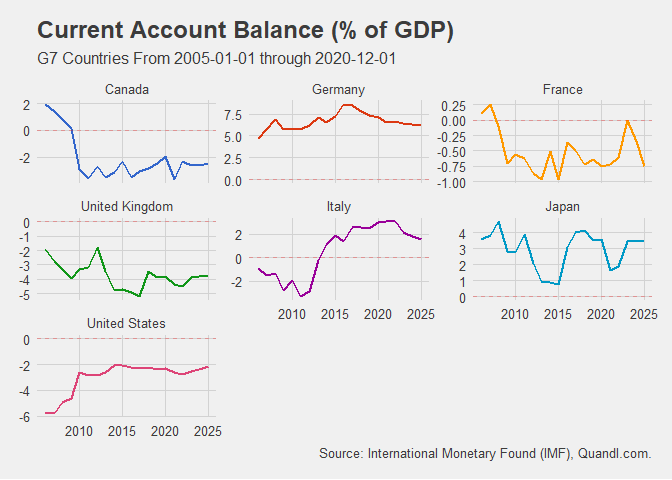 Current Account Balance (% of GDP)
G7 Countries From 2005-01-01 through 2020-12-01
Canada
2
0
-2
Germany
7.5
5.0
2.5
0.0
France
0.25
0.00
-0.25
-0.50
-0.75
-1.00
United Kingdom
0
-1
-2
-3
-4
-5
Italy
2
0
-2
2010 2015 2020 2025
Japan
4
3
2
1
0
2010 2015 2020 2025
United States
0
-2
-4
-6
2010 2015 2020 2025
Source: International Monetary Found (IMF), Quandl.com.